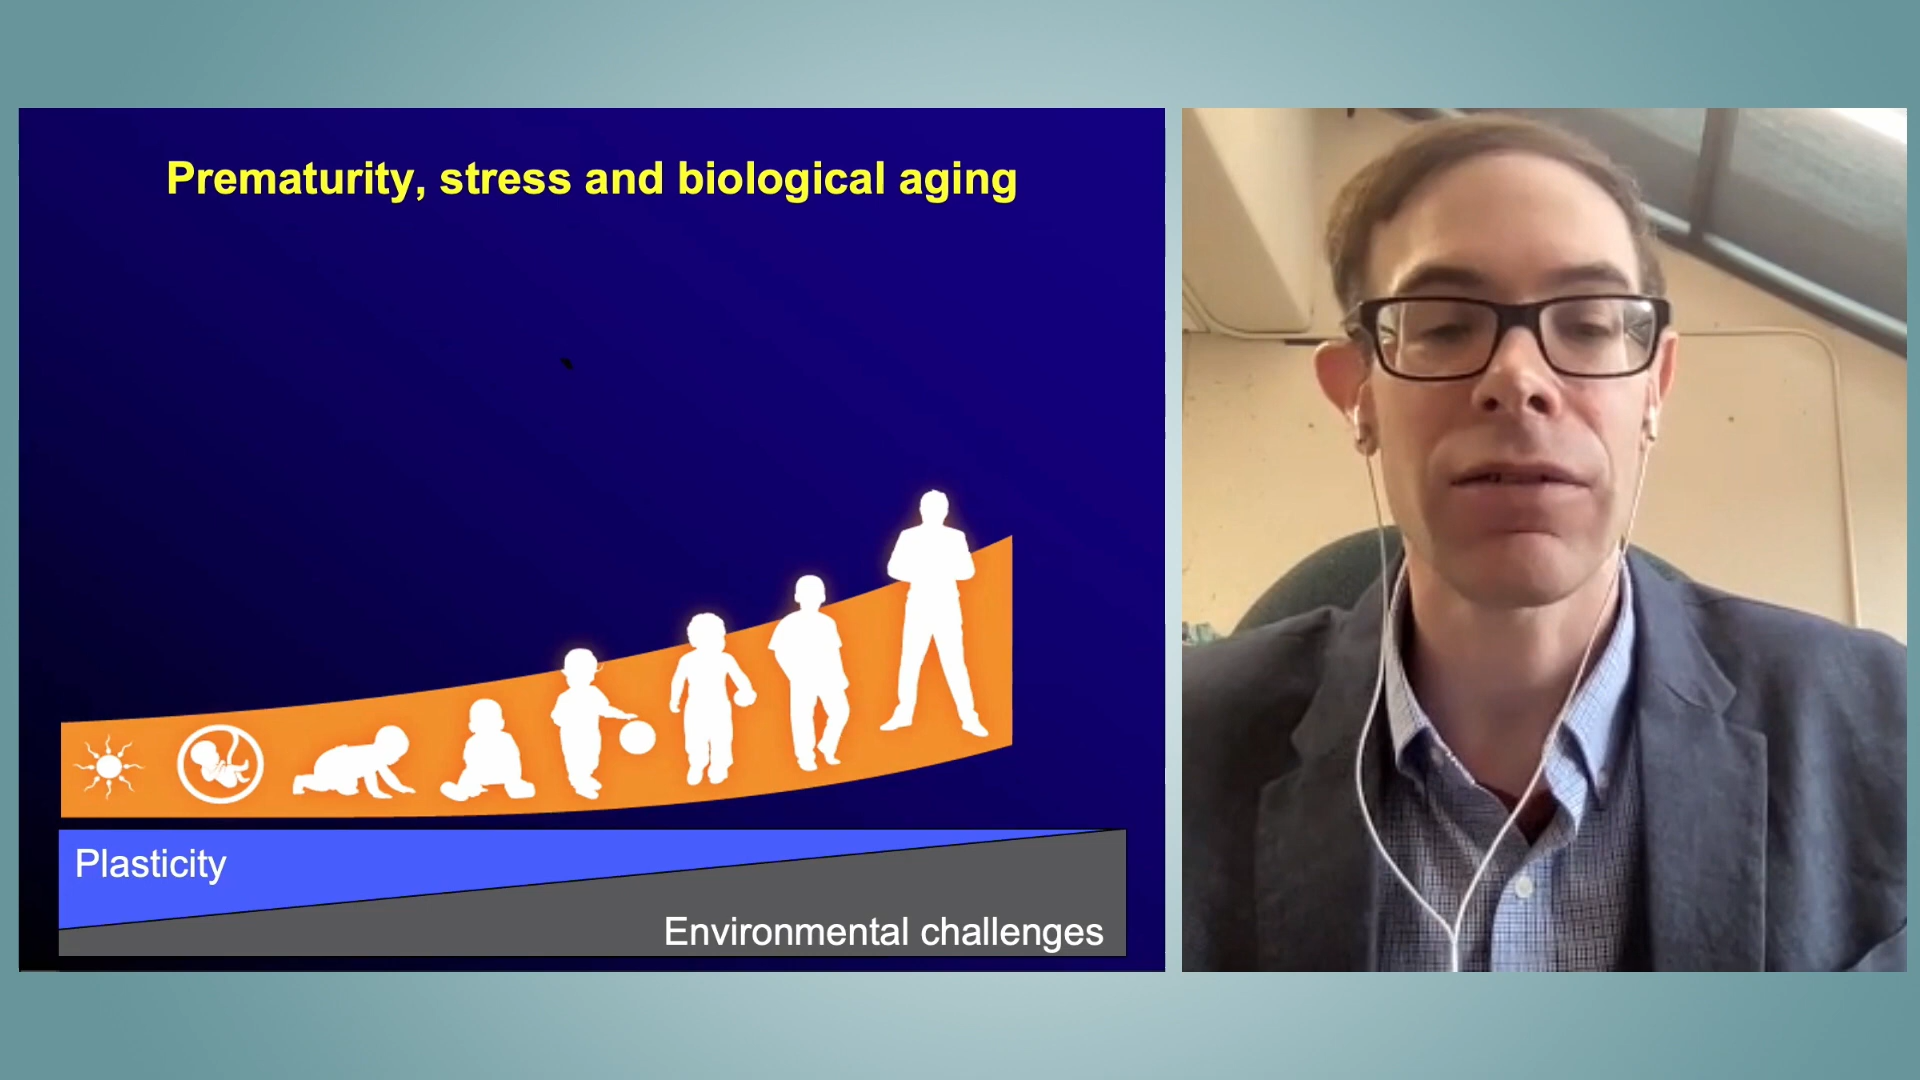 Prematurity, stress and biological aging
Plasticity
Environmental challenges